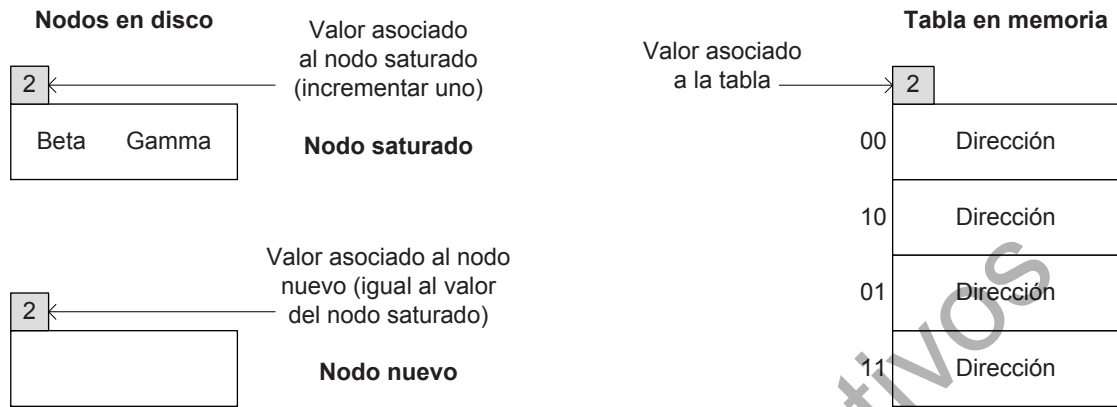 Nodos en disco
Valor asociado
al nodo saturado
(incrementar uno)
2
Beta Gamma
Nodo saturado
Valor asociado al nodo
nuevo (igual al valor
del nodo saturado)
2
Nodo nuevo
Tabla en memoria
Valor asociado
a la tabla
2
00 Dirección
10 Dirección
01 Dirección
11 Dirección